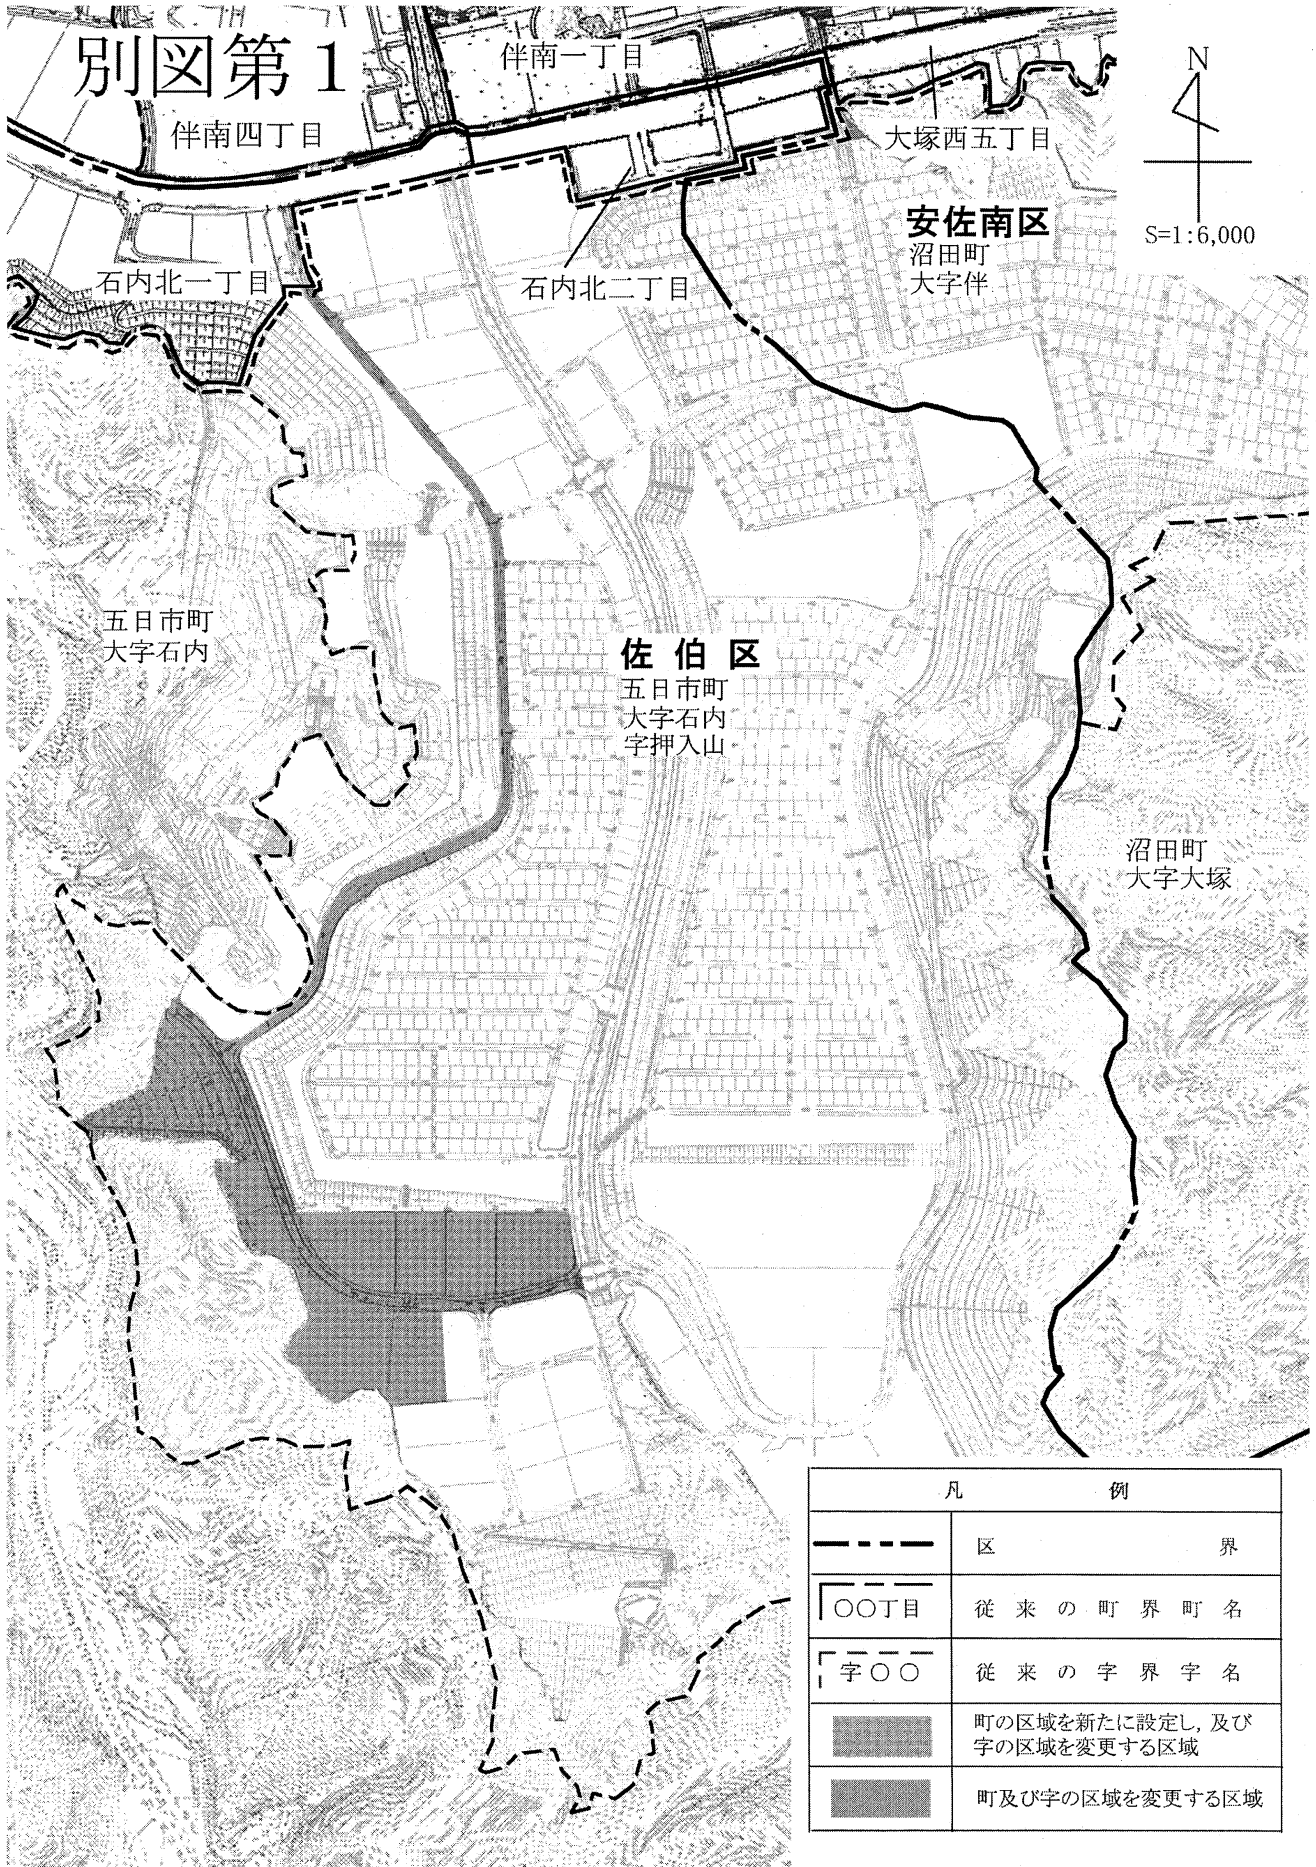 別図第1
伴南一丁目
伴南四丁目
大塚西五丁目
N
S=1:6,000
安佐南区
沼田町
大字伴
石内北一丁目
石内北二丁目
五日市町
大字石内
佐伯区
五日市町
大字石内
字押入山
沼田町
大字大塚
凡例
区界
○○丁目 従来の町界町名
字○○ 従来の字界字名
町の区域を新たに設定し,及び
字の区域を変更する区域
町及び字の区域を変更する区域